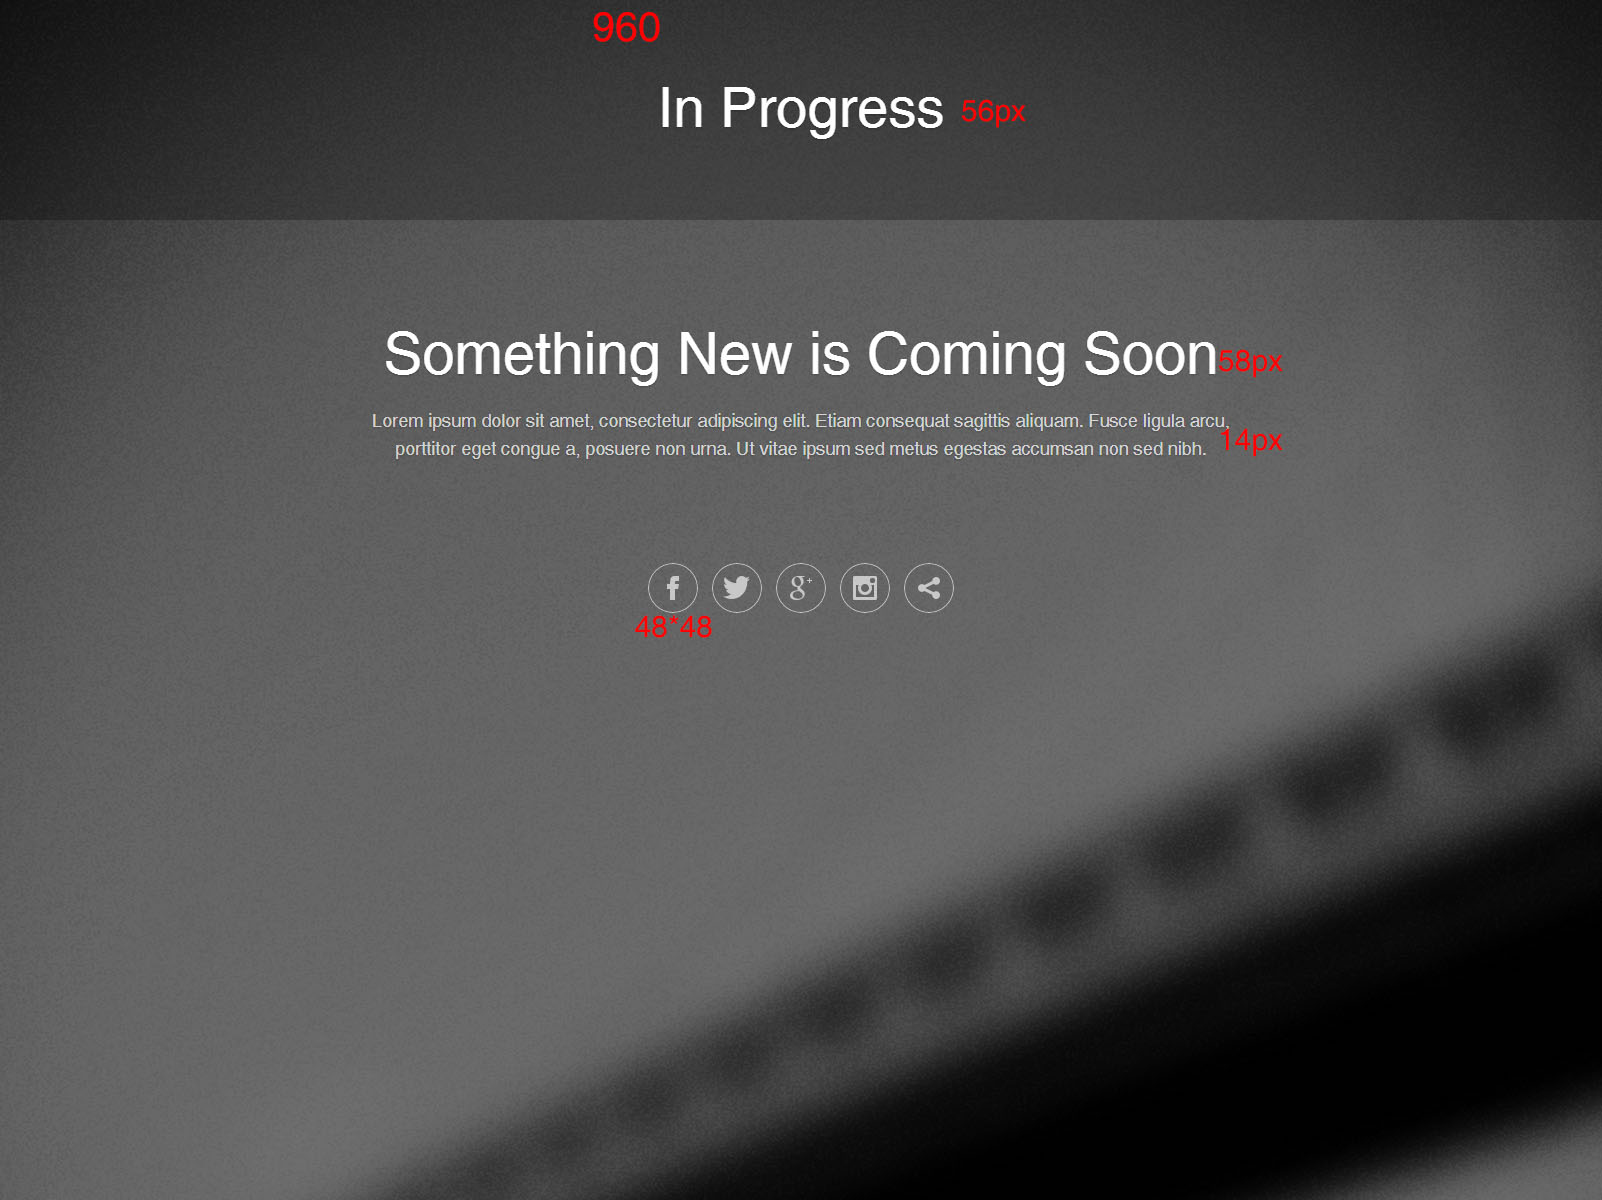 960
In Progress 56px
Something New is Coming Soon 58px
Lorem ipsum dolor sit amet, consectetur adipiscing elit. Etiam consequat sagittis aliquam. Fusce ligula arcu,
porttitor eget congue a, posuere non urna. Ut vitae ipsum sed metus egestas accumsan non sed nibh. 14px
f g+
48*48